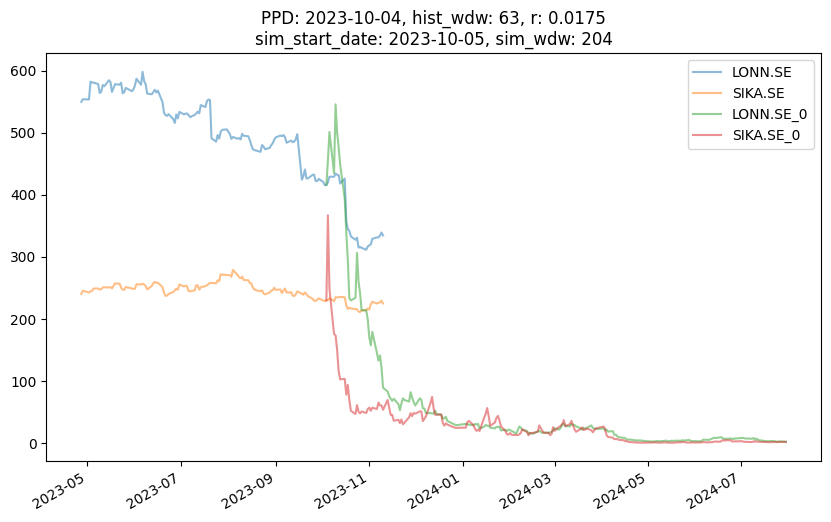 PPD: 2023-10-04, hist_wdw: 63, r: 0.0175
sim_start_date: 2023-10-05, sim_wdw: 204
LONN.SE
SIKA.SE
LONN.SE_0
SIKA.SE_0
600
500
400
300
200
100
0
2023-05
2023-07
2023-09
2023-11
2024-01
2024-03
2024-05
2024-07